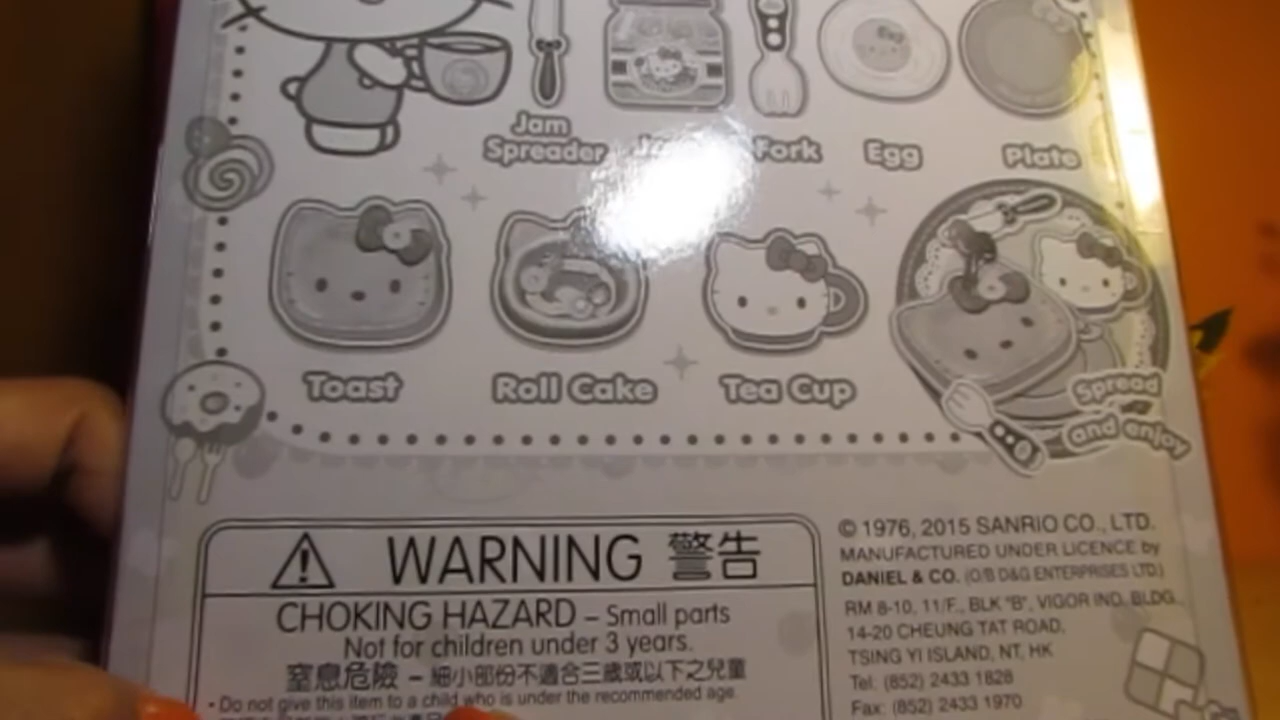 Jam
Spreader
Fork
Egg
Plate
Toast
Roll Cake
Tea Cup
Spread
and enjoy
WARNING 警告
CHOKING HAZARD – Small parts
Not for children under 3 years.
窒息危險 – 細小部份不適合三歲或以下之兒童
• Do not give this item to a child who is under the recommended age.
© 1976, 2015 SANRIO CO., LTD.
MANUFACTURED UNDER LICENCE by
DANIEL & CO. (O/B D&G ENTERPRISES LTD.)
RM 8-10, 11/F., BLK "B", VIGOR IND. BLDG.,
14-20 CHEUNG TAT ROAD,
TSING YI ISLAND, NT, HK
Tel: (852) 2433 1828
Fax: (852) 2433 1970